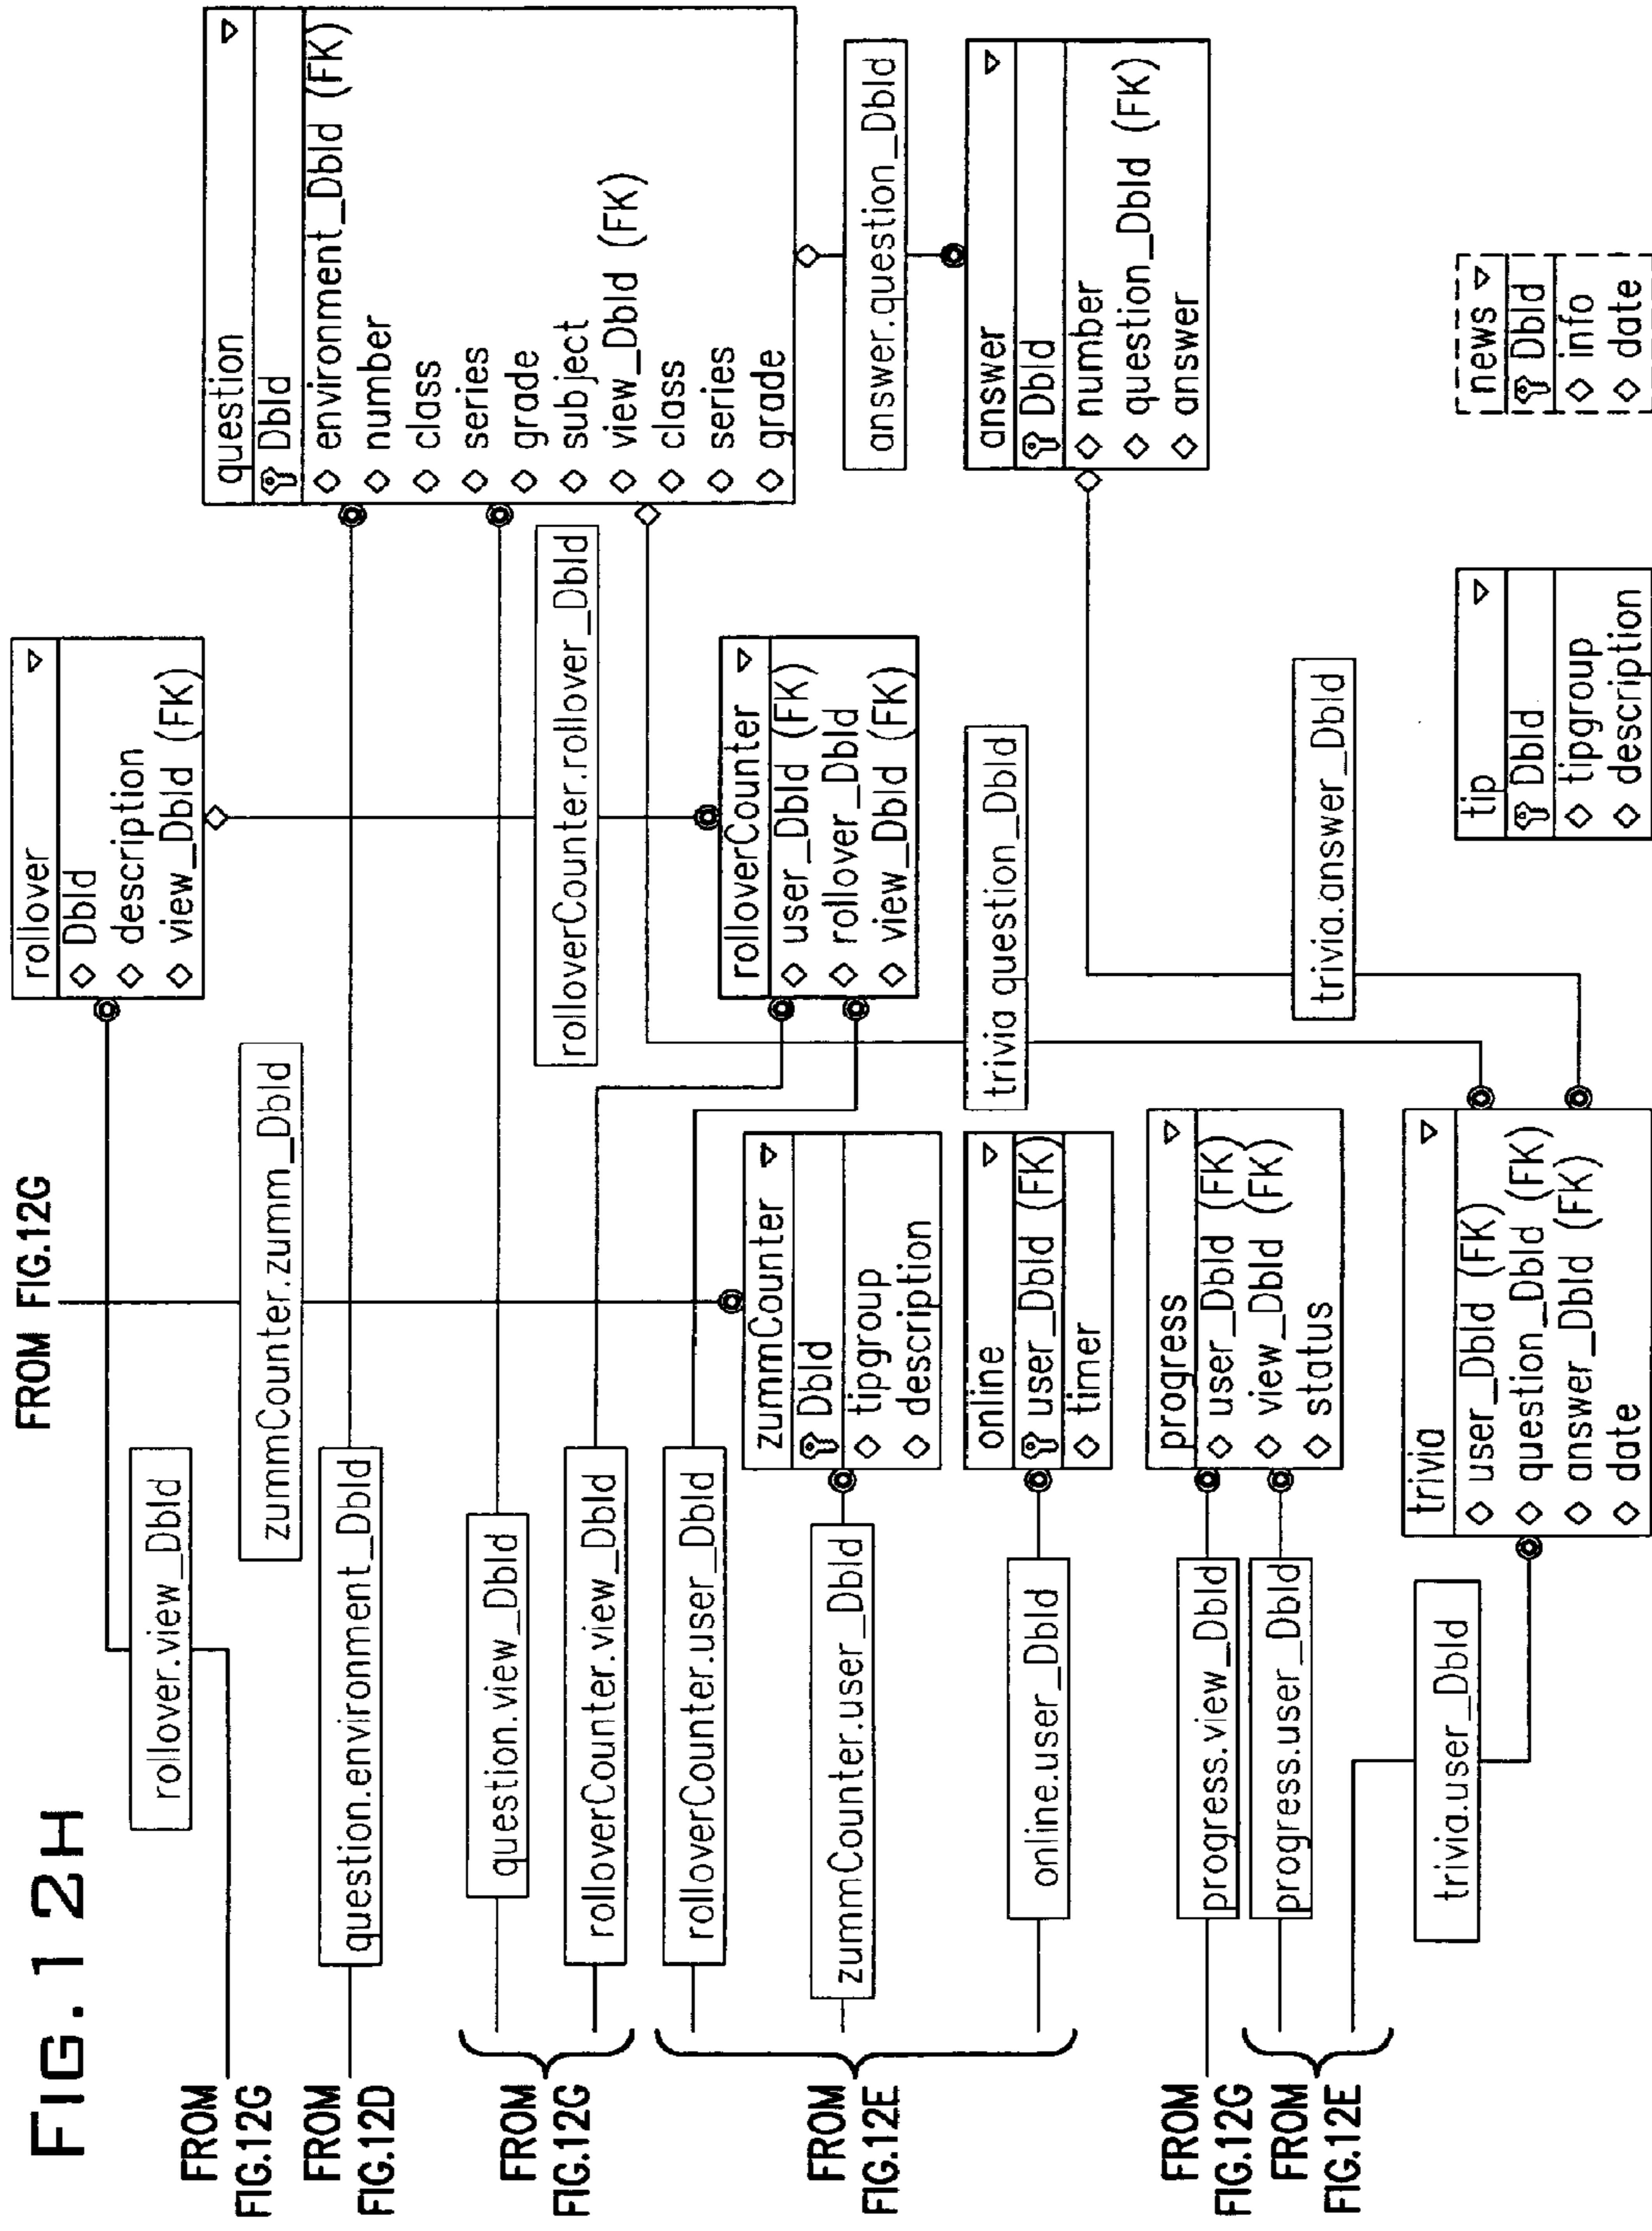 FIG. 12H
FROM FIG.12G
FROM
FIG.12G
rollover.view_DbId
rollover
DbId
description
view_DbId (FK)
zummCounter.zumm_DbId
FROM
FIG.12D
question.environment_DbId
question
DbId
environment_DbId (FK)
number
class
series
grade
subject
view_DbId (FK)
class
series
grade
FROM
FIG.12G
question.view_DbId
rolloverCounter.view_DbId
rolloverCounter.rollover_DbId
FROM
FIG.12E
rolloverCounter.user_DbId
zummCounter.user_DbId
online.user_DbId
rolloverCounter
user_DbId (FK)
rollover_DbId
view_DbId (FK)
zummCounter
DbId
tipgroup
description
answer.question_DbId
answer
DbId
number
question_DbId (FK)
answer
online
user_DbId (FK)
timer
trivia question_DbId
FROM
FIG.12G
progress.view_DbId
FROM
FIG.12E
progress.user_DbId
progress
user_DbId (FK)
view_DbId (FK)
status
trivia.answer_DbId
trivia.user_DbId
trivia
user_DbId (FK)
question_DbId (FK)
answer_DbId (FK)
date
tip
DbId
tipgroup
description
news
DbId
info
date